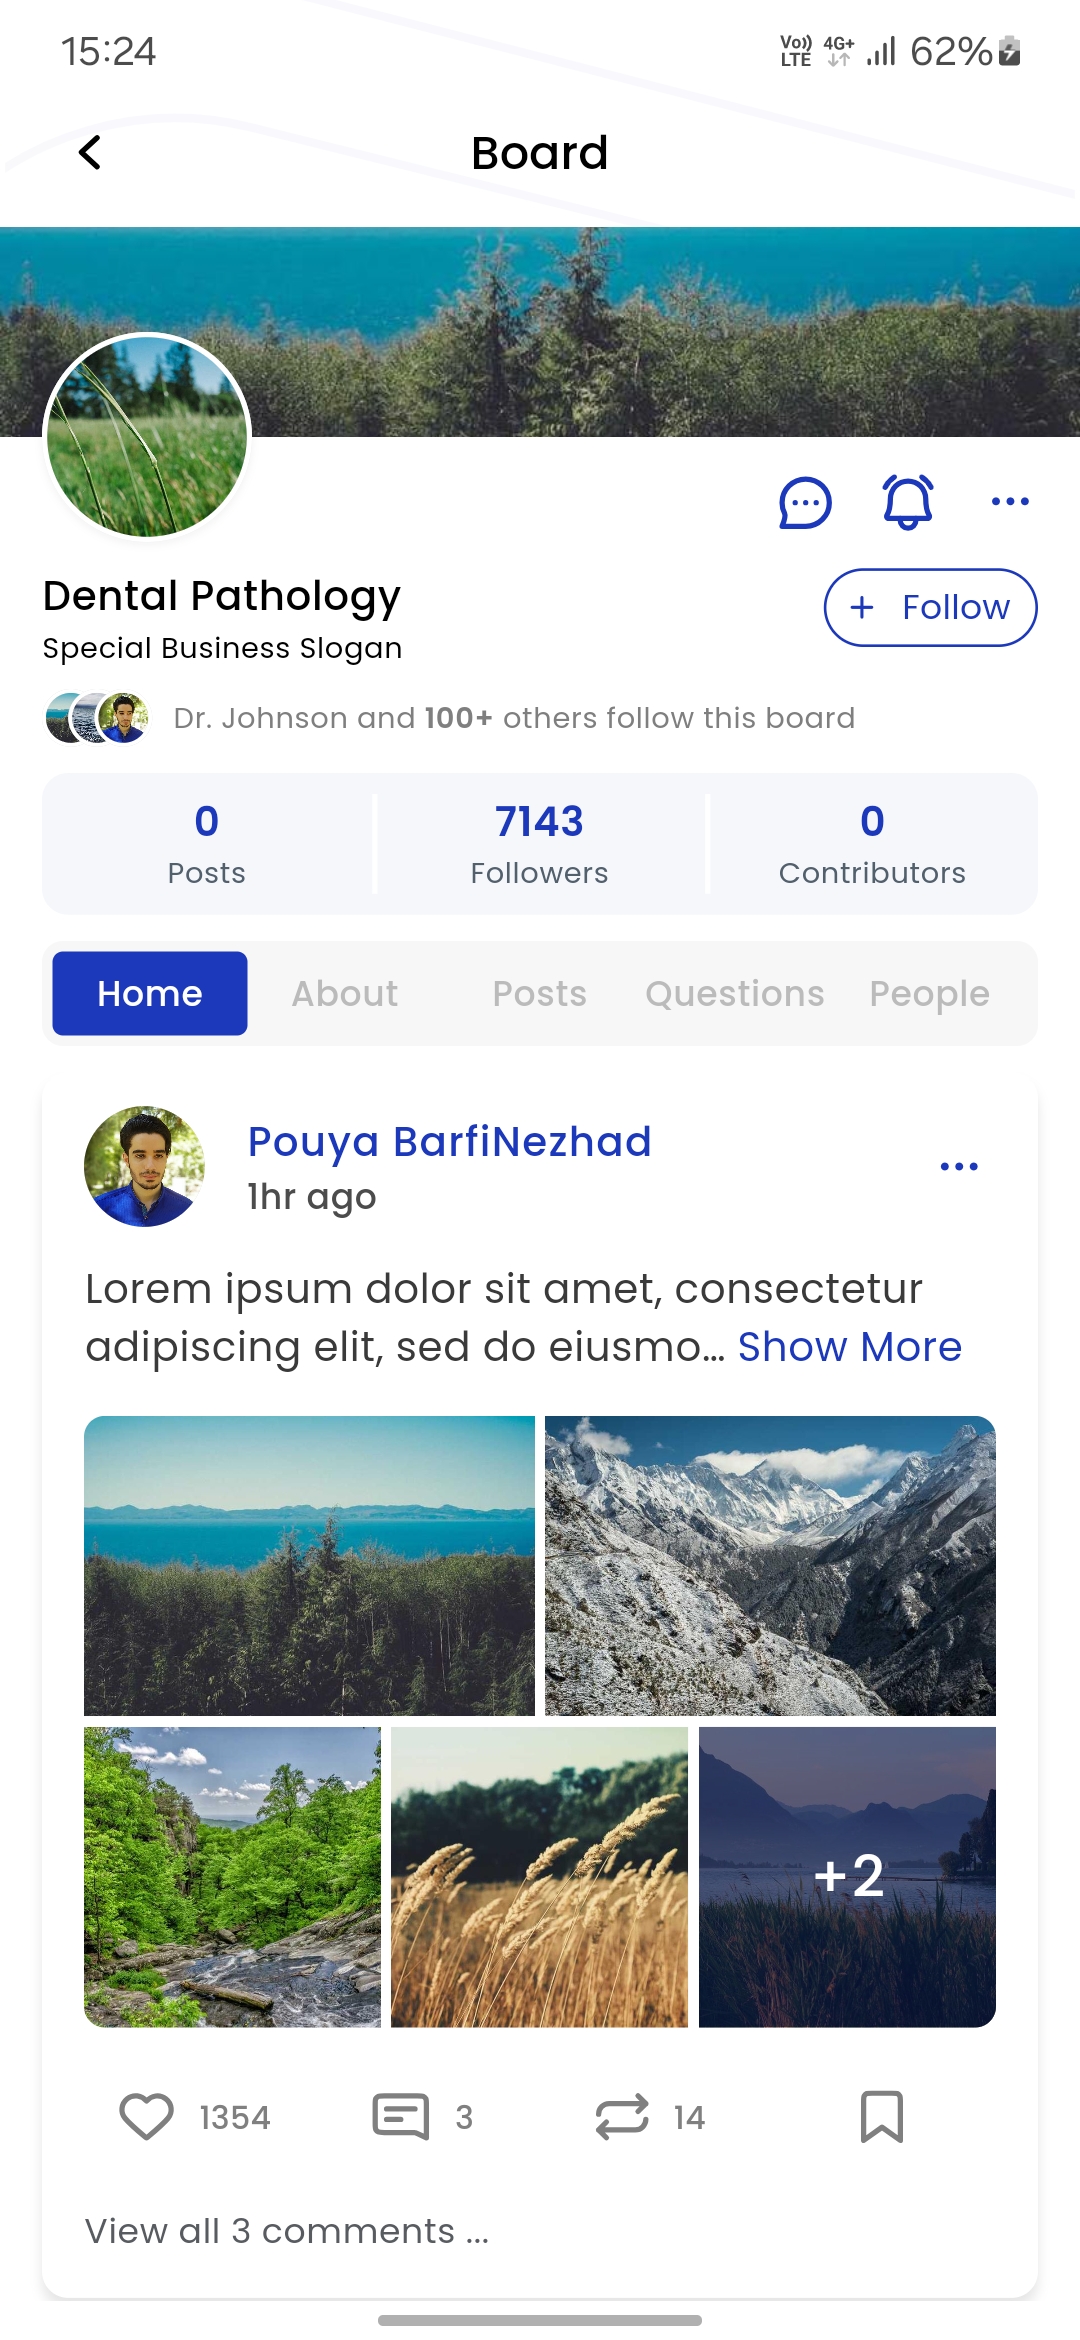 15:24
Vo)) LTE 4G+ 62%
Board
Dental Pathology
+ Follow
Special Business Slogan
Dr. Johnson and 100+ others follow this board
0 7143 0
Posts Followers Contributors
Home About Posts Questions People
Pouya BarfiNezhad
1hr ago
Lorem ipsum dolor sit amet, consectetur
adipiscing elit, sed do eiusmo... Show More
+2
1354 3 14
View all 3 comments ...